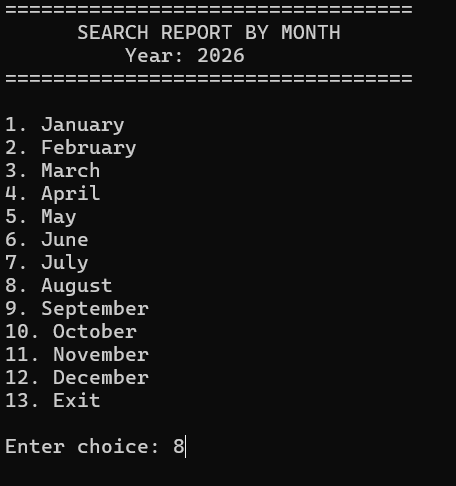 ==================================
SEARCH REPORT BY MONTH
Year: 2026
==================================
1. January
2. February
3. March
4. April
5. May
6. June
7. July
8. August
9. September
10. October
11. November
12. December
13. Exit
Enter choice: 8